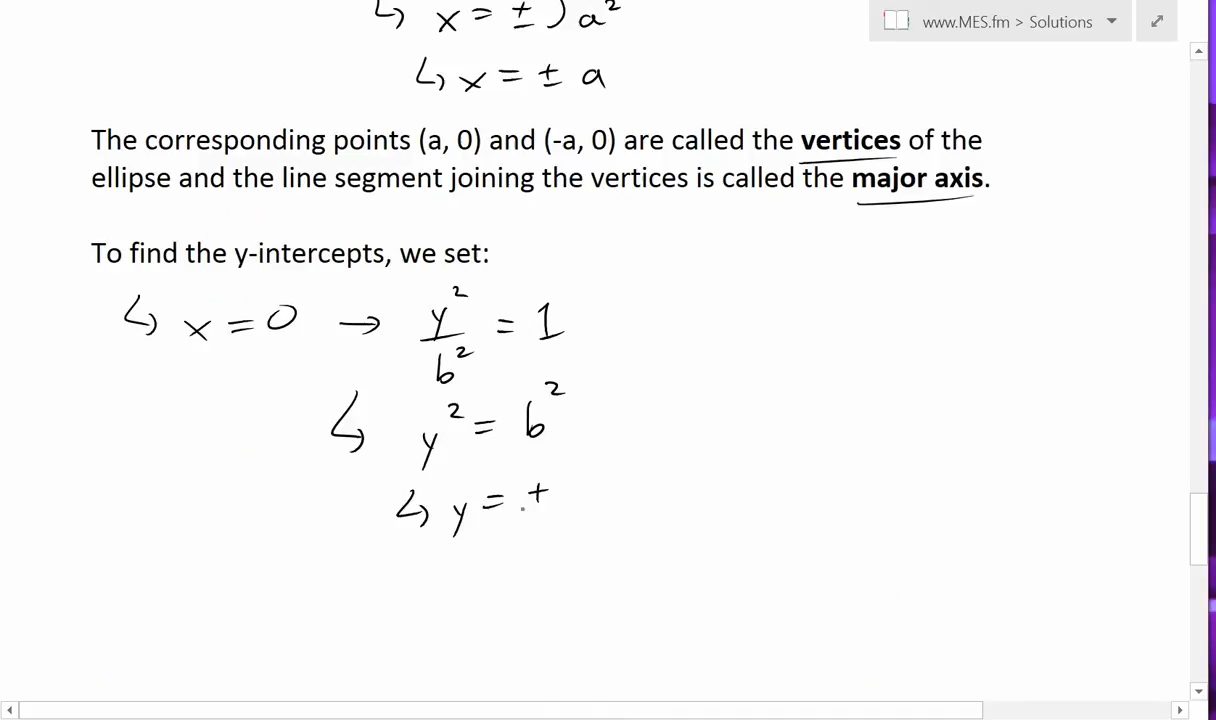 ↳ x = ± √a²
www.MES.fm > Solutions
↳ x = ± a
The corresponding points (a, 0) and (-a, 0) are called the vertices of the
ellipse and the line segment joining the vertices is called the major axis.
To find the y-intercepts, we set:
↳ x = 0 → y²/b² = 1
↳ y² = b²
↳ y = +